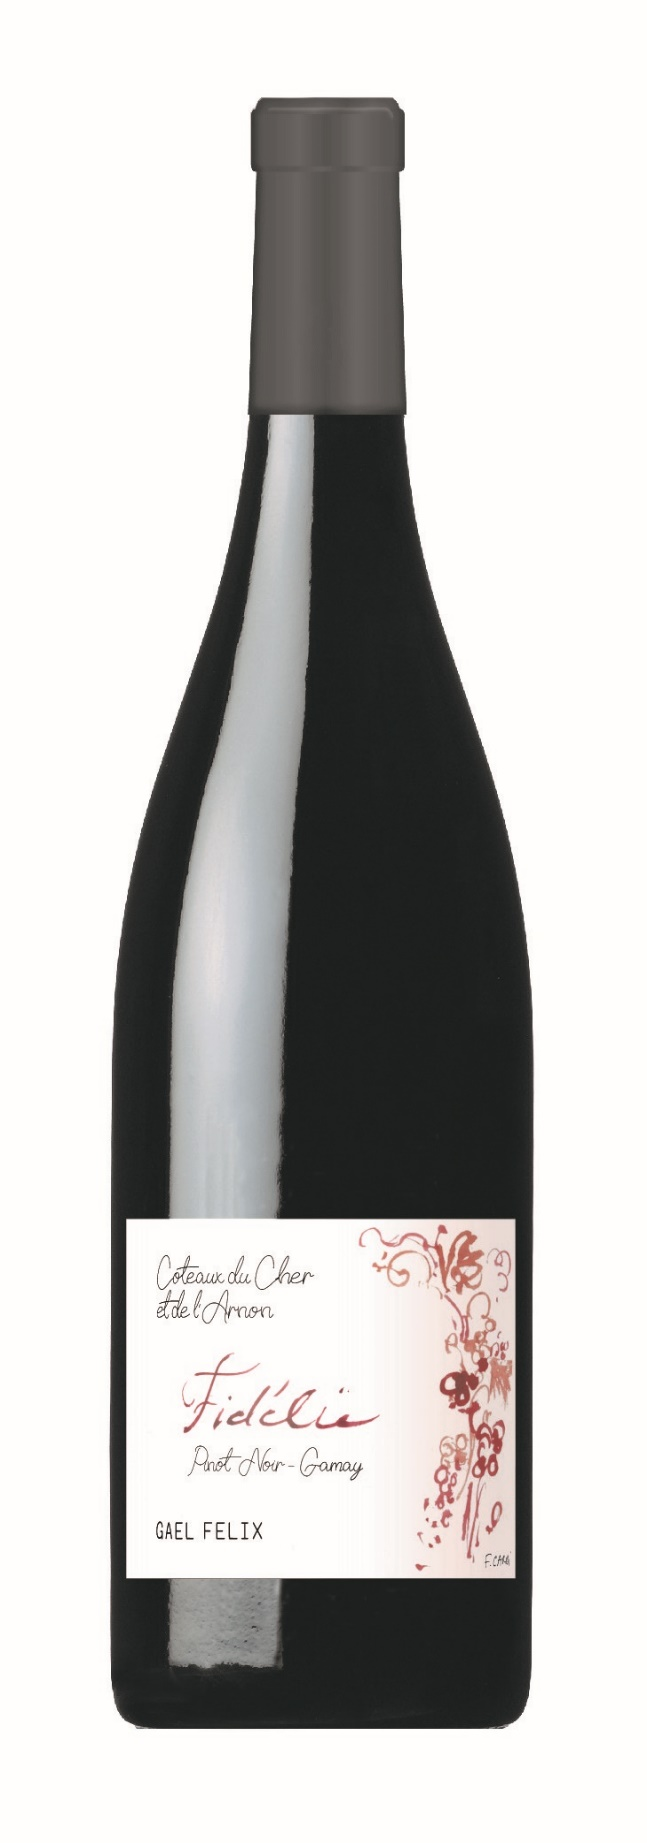 Coteaux du Cher
et de l'Arnon
Fidélie
Pinot Noir - Gamay
GAEL FELIX